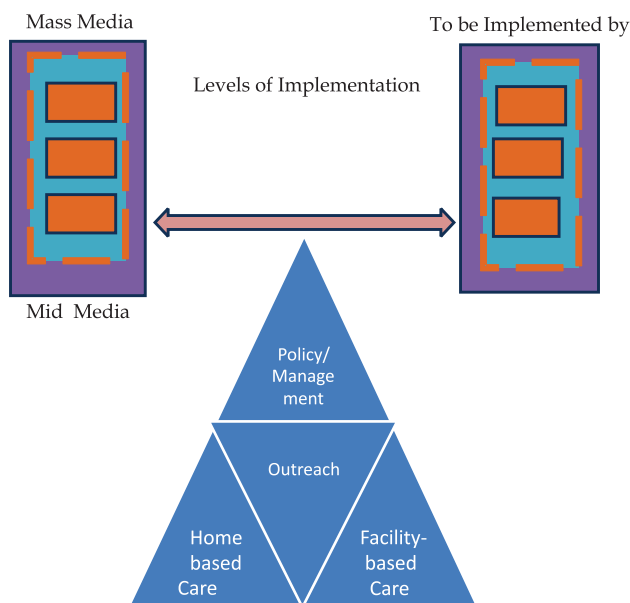 Mass Media
To be Implemented by
Levels of Implementation
Mid Media
Policy/
Manage
ment
Outreach
Home
based
Care
Facility-
based
Care